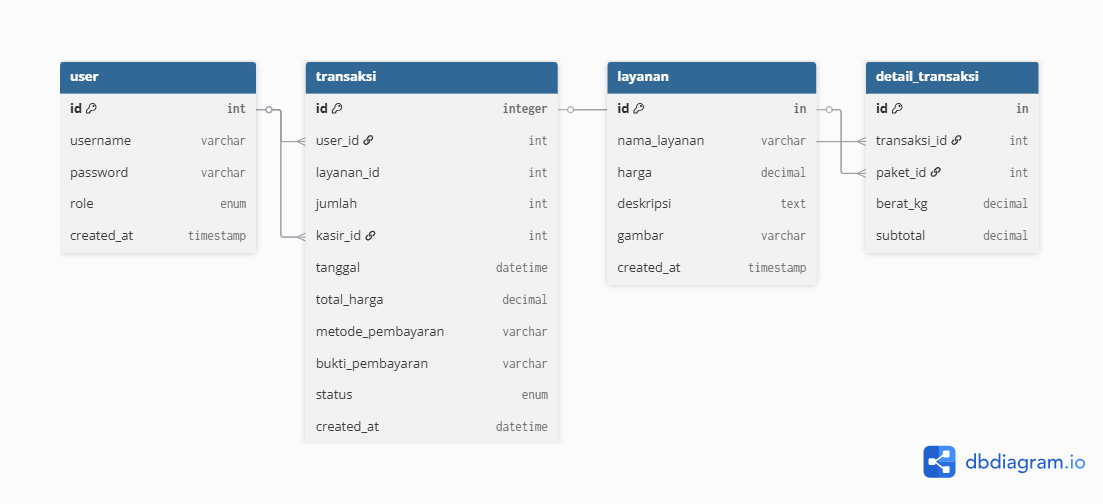 user
id int
username varchar
password varchar
role enum
created_at timestamp
transaksi
id integer
user_id int
layanan_id int
jumlah int
kasir_id int
tanggal datetime
total_harga decimal
metode_pembayaran varchar
bukti_pembayaran varchar
status enum
created_at datetime
layanan
id in
nama_layanan varchar
harga decimal
deskripsi text
gambar varchar
created_at timestamp
detail_transaksi
id in
transaksi_id int
paket_id int
berat_kg decimal
subtotal decimal
dbdiagram.io